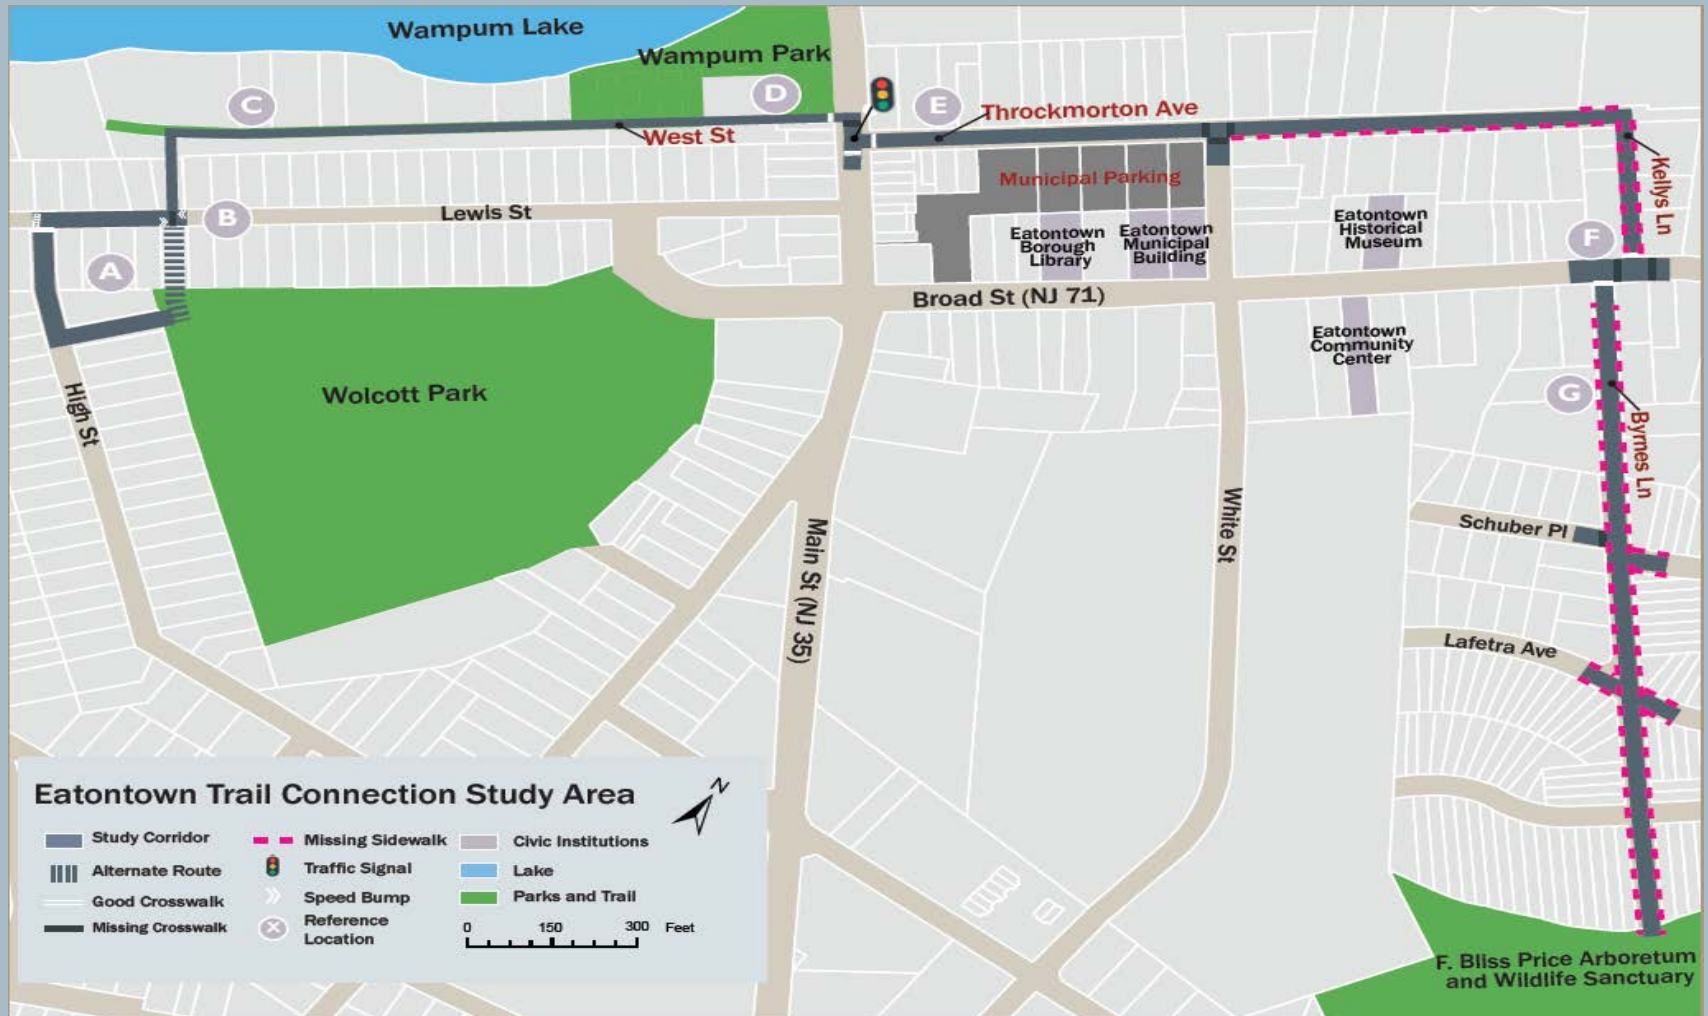 Wampum Lake
Wampum Park
C
D
E
Throckmorton Ave
West St
Municipal Parking
Kellys Ln
A
B
Lewis St
Eatontown
Borough
Library
Eatontown
Municipal
Building
Eatontown
Historical
Museum
F
Broad St (NJ 71)
Eatontown
Community
Center
Wolcott Park
High St
G
Byrnes Ln
Main St (NJ 35)
White St
Schuber Pl
Lafetra Ave
Eatontown Trail Connection Study Area
N
Study Corridor
Alternate Route
Good Crosswalk
Missing Crosswalk
Missing Sidewalk
Traffic Signal
Speed Bump
X
Reference
Location
Civic Institutions
Lake
Parks and Trail
0 150 300 Feet
F. Bliss Price Arboretum
and Wildlife Sanctuary